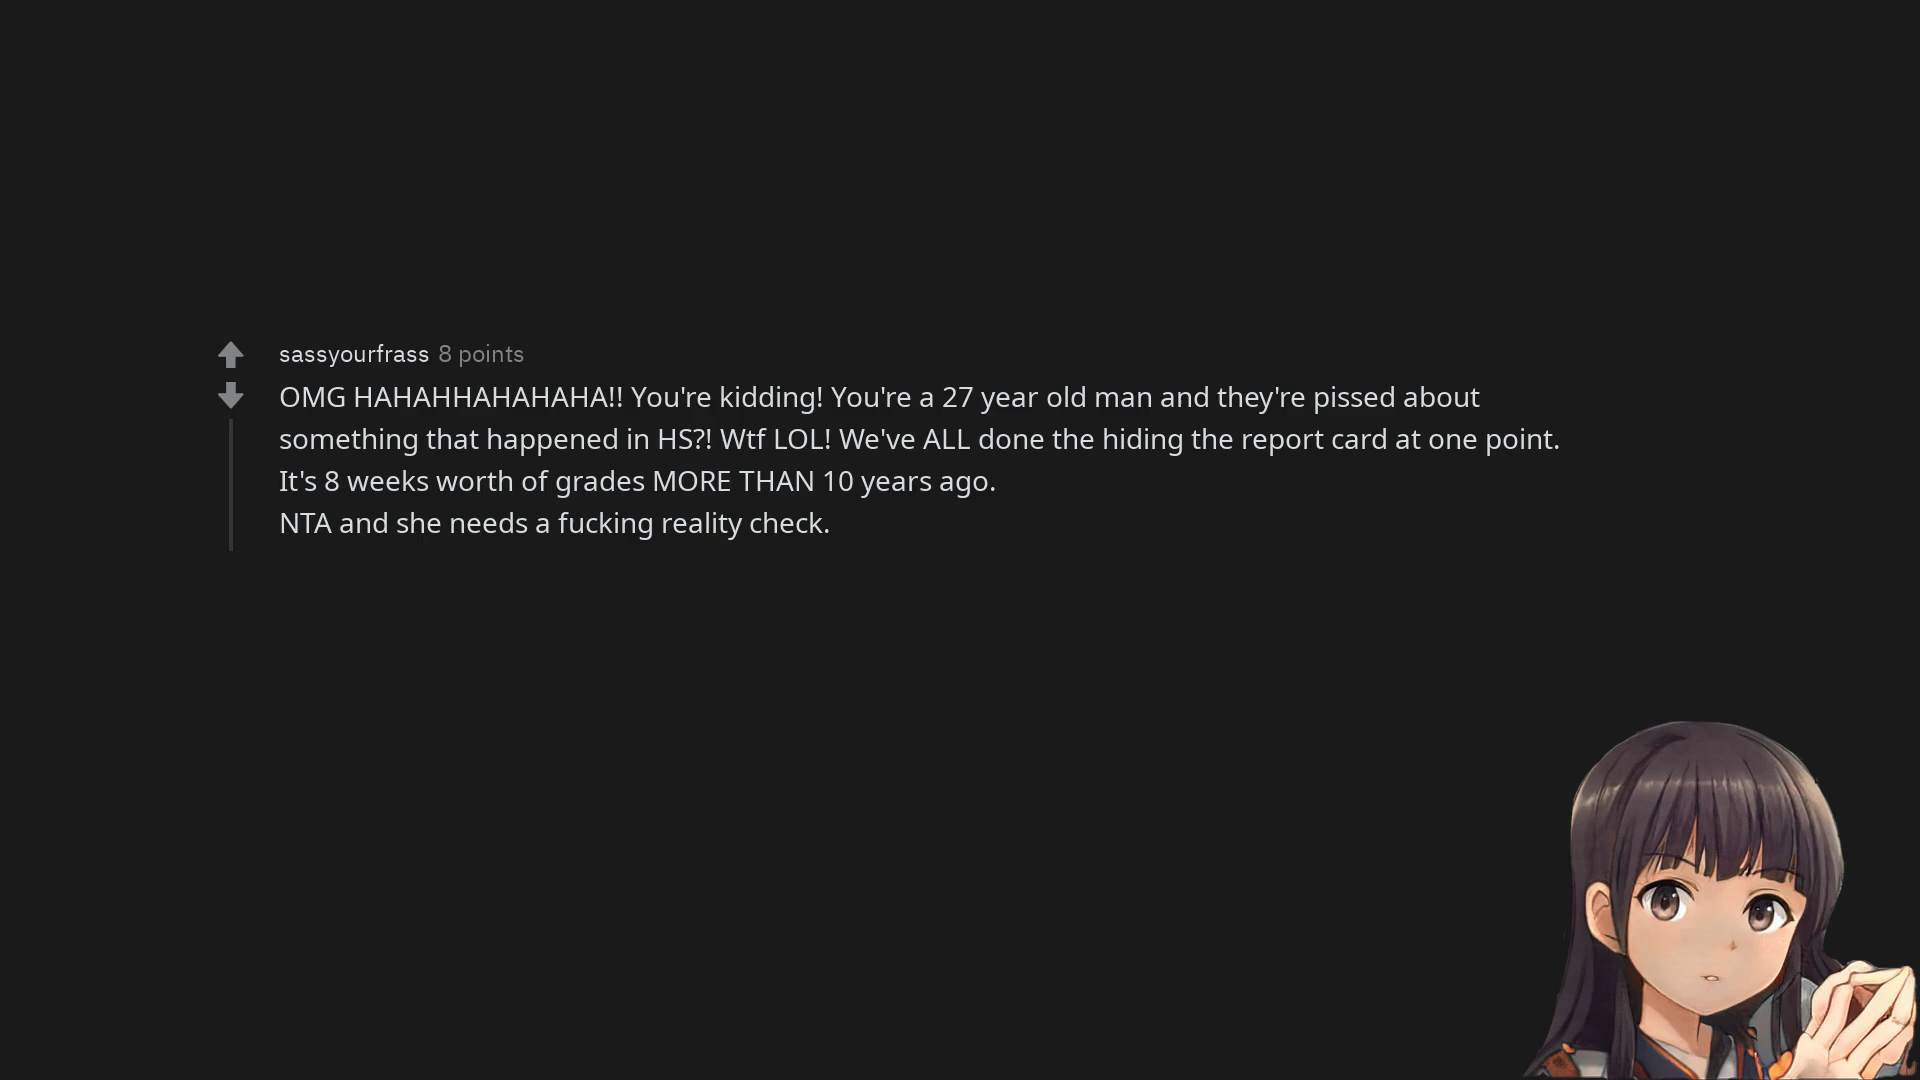 sassyourfrass 8 points
OMG HAHAHHAHAHAHA!! You're kidding! You're a 27 year old man and they're pissed about
something that happened in HS?! Wtf LOL! We've ALL done the hiding the report card at one point.
It's 8 weeks worth of grades MORE THAN 10 years ago.
NTA and she needs a fucking reality check.